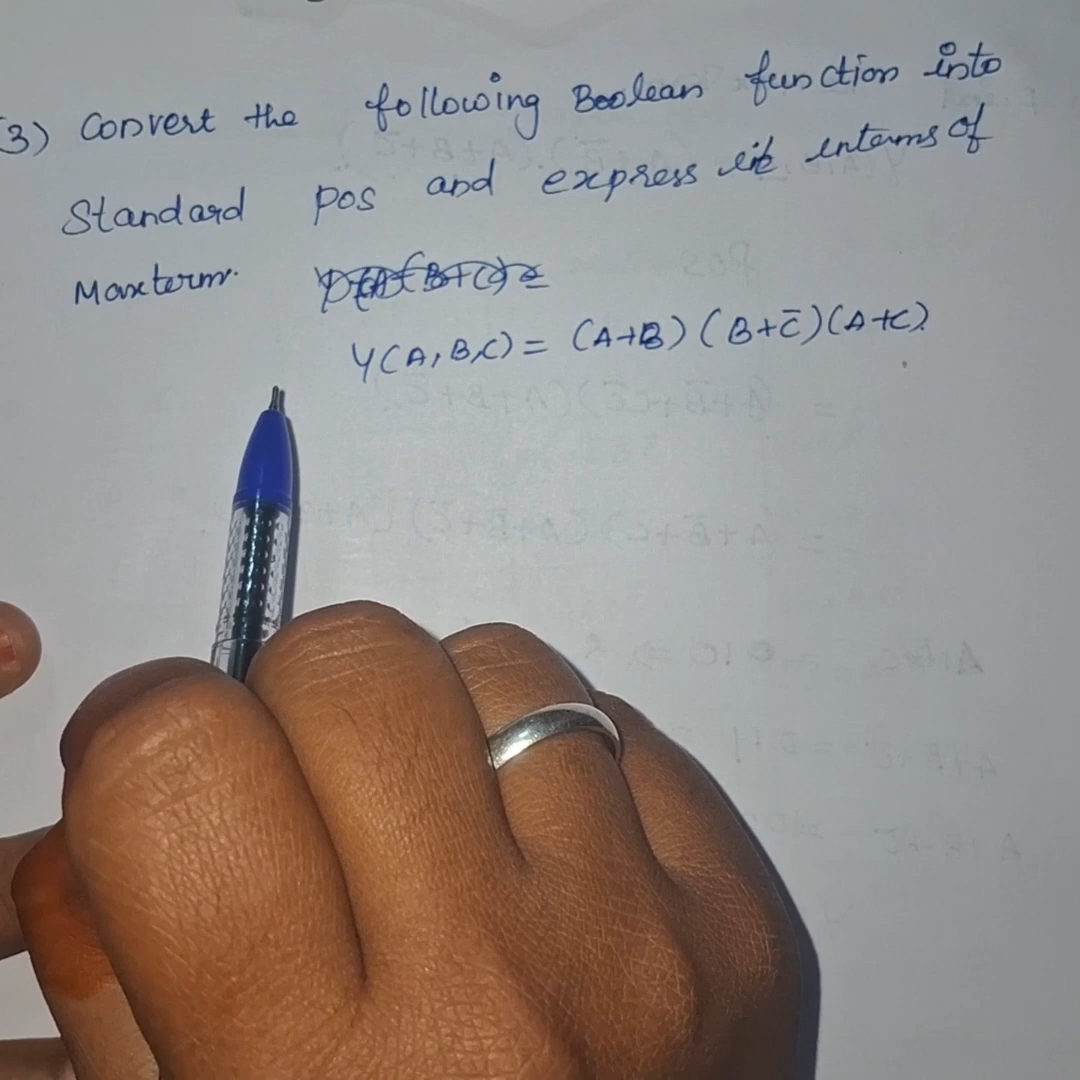 3) Convert the following Boolean function into
Standard pos and express it interms of
Maxterm.
Y(A,B,C) = (A+B) (B+C̅)(A+C).